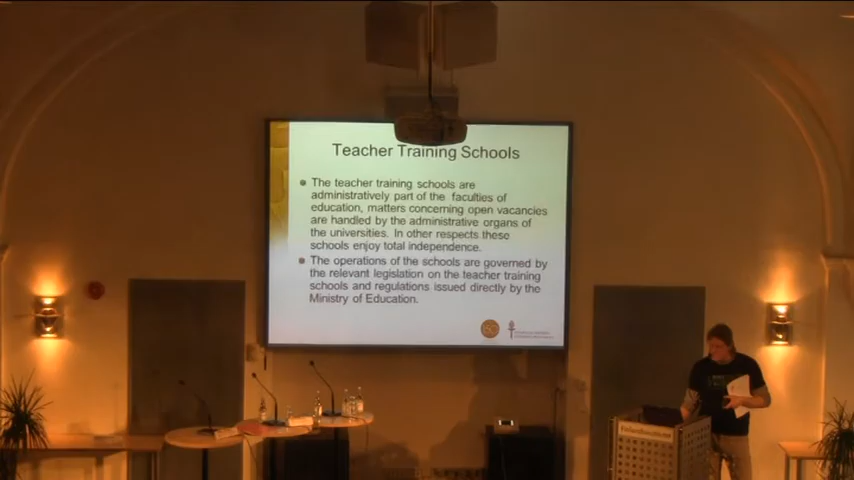 Teacher Training Schools
The teacher training schools are
administratively part of the faculties of
education, matters concerning open vacancies
are handled by the administrative organs of
the universities. In other respects these
schools enjoy total independence.
The operations of the schools are governed by
the relevant legislation on the teacher training
schools and regulations issued directly by the
Ministry of Education.